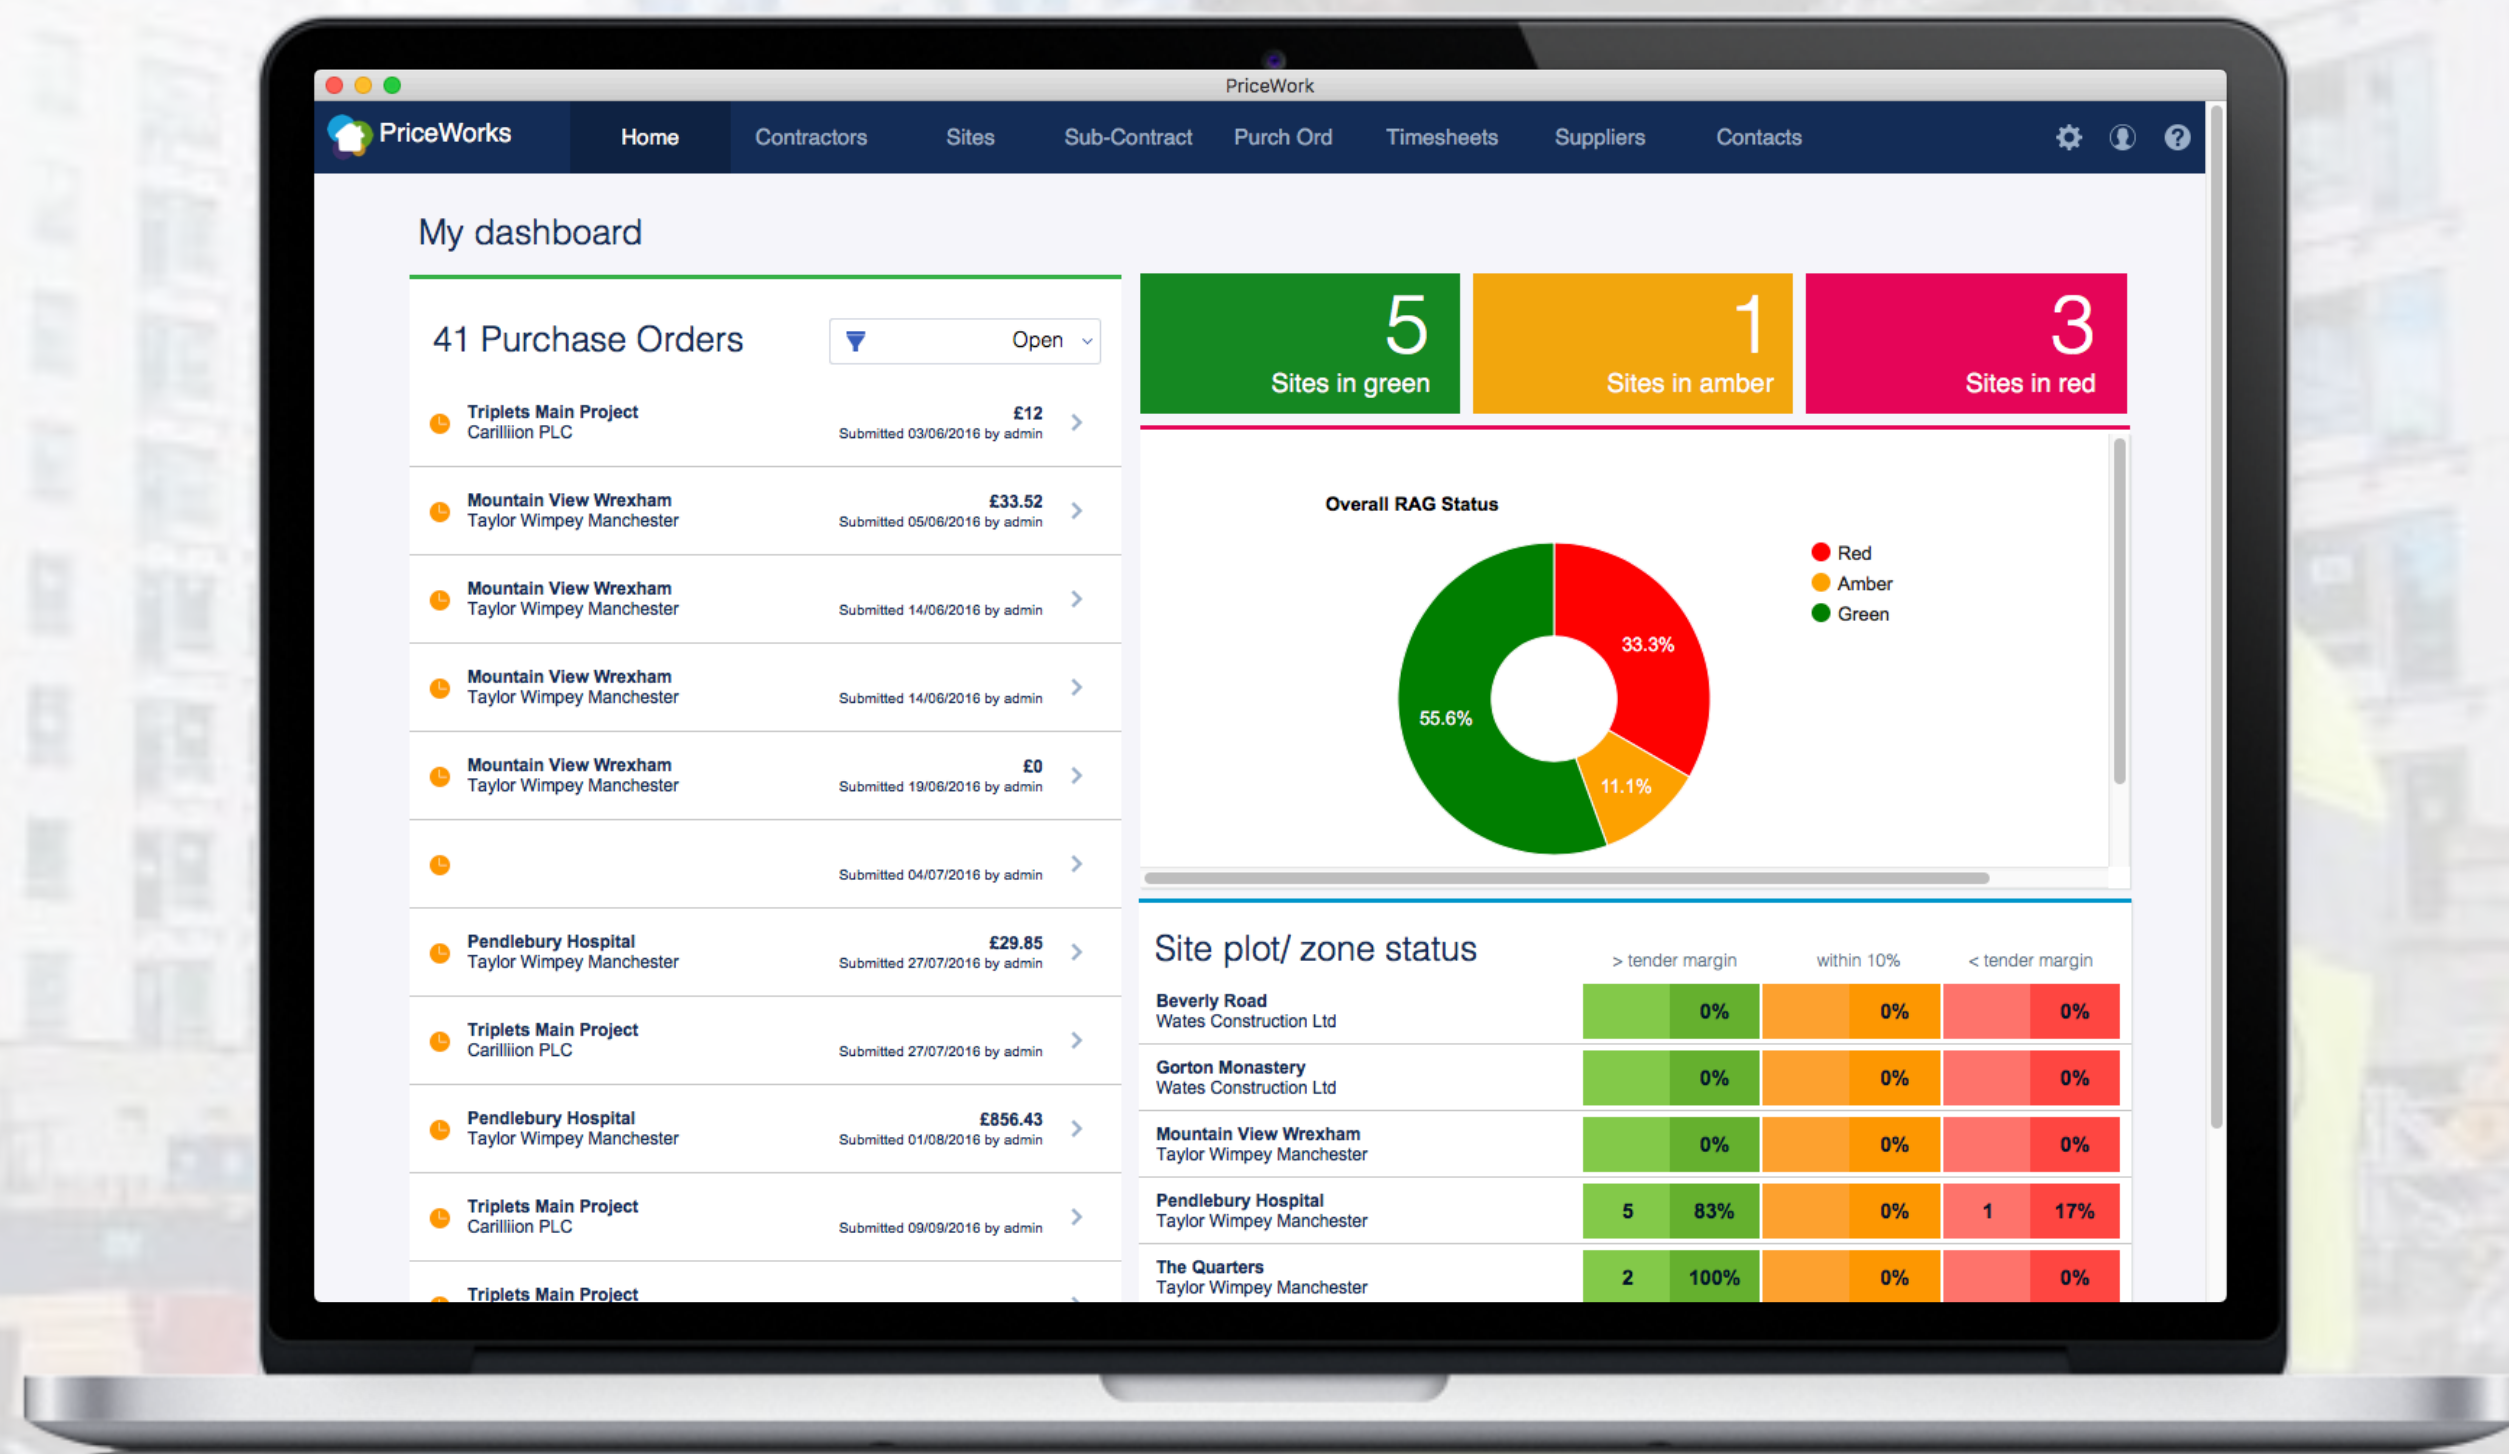 PriceWork
PriceWorks
Home
Contractors
Sites
Sub-Contract
Purch Ord
Timesheets
Suppliers
Contacts
?
My dashboard
41 Purchase Orders
Open
Triplets Main Project
£12
Carilliion PLC
Submitted 03/06/2016 by admin
Mountain View Wrexham
£33.52
Taylor Wimpey Manchester
Submitted 05/06/2016 by admin
Mountain View Wrexham
Taylor Wimpey Manchester
Submitted 14/06/2016 by admin
Mountain View Wrexham
Taylor Wimpey Manchester
Submitted 14/06/2016 by admin
Mountain View Wrexham
£0
Taylor Wimpey Manchester
Submitted 19/06/2016 by admin
Submitted 04/07/2016 by admin
Pendlebury Hospital
£29.85
Taylor Wimpey Manchester
Submitted 27/07/2016 by admin
Triplets Main Project
Carilliion PLC
Submitted 27/07/2016 by admin
Pendlebury Hospital
£856.43
Taylor Wimpey Manchester
Submitted 01/08/2016 by admin
Triplets Main Project
Carilliion PLC
Submitted 09/09/2016 by admin
Triplets Main Project
5
Sites in green
1
Sites in amber
3
Sites in red
Overall RAG Status
Red
Amber
Green
33.3%
55.6%
11.1%
Site plot/ zone status
> tender margin
within 10%
< tender margin
Beverly Road
Wates Construction Ltd
0% 0% 0%
Gorton Monastery
Wates Construction Ltd
0% 0% 0%
Mountain View Wrexham
Taylor Wimpey Manchester
0% 0% 0%
Pendlebury Hospital
Taylor Wimpey Manchester
5 83% 0% 1 17%
The Quarters
Taylor Wimpey Manchester
2 100% 0% 0%